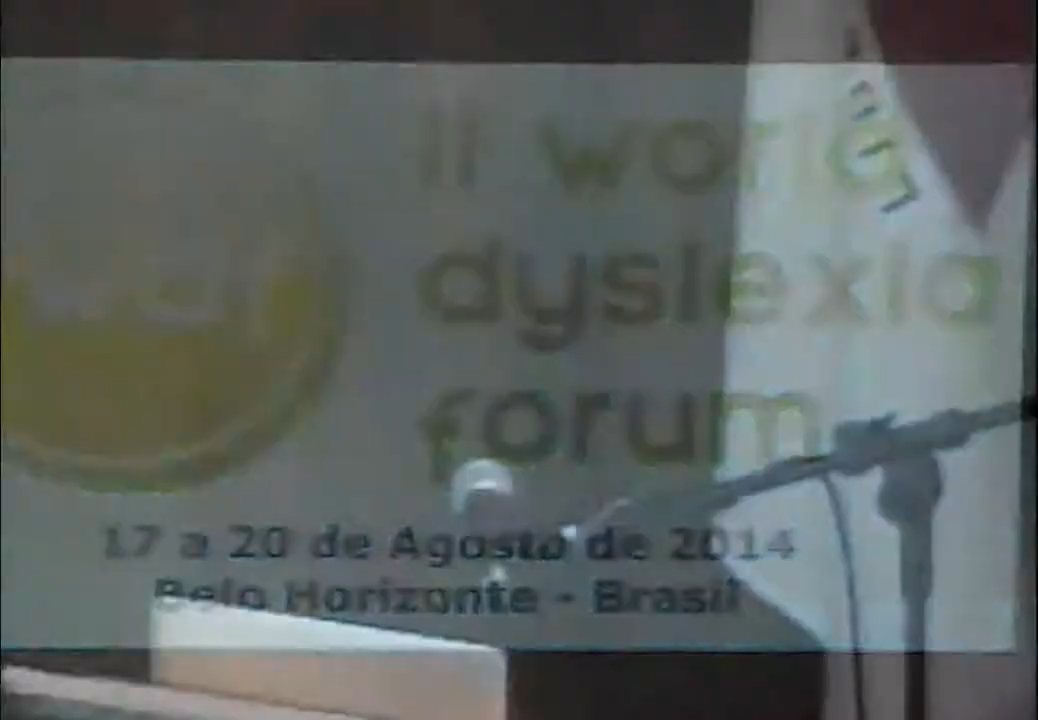 II world
dyslexia
forum
17 a 20 de Agosto de 2014
Belo Horizonte - Brasil